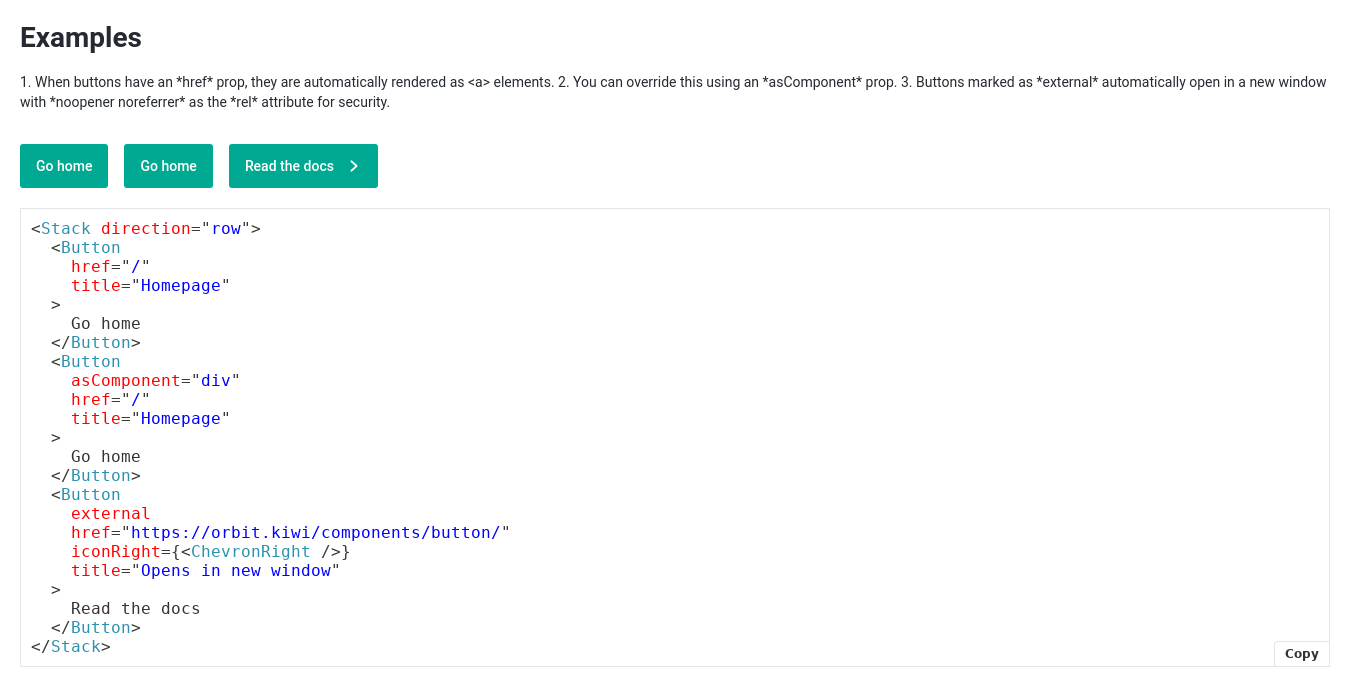 Examples
1. When buttons have an *href* prop, they are automatically rendered as <a> elements. 2. You can override this using an *asComponent* prop. 3. Buttons marked as *external* automatically open in a new window
with *noopener noreferrer* as the *rel* attribute for security.
Go home Go home Read the docs
<Stack direction="row">
  <Button
    href="/"
    title="Homepage"
  >
    Go home
  </Button>
  <Button
    asComponent="div"
    href="/"
    title="Homepage"
  >
    Go home
  </Button>
  <Button
    external
    href="https://orbit.kiwi/components/button/"
    iconRight={<ChevronRight />}
    title="Opens in new window"
  >
    Read the docs
  </Button>
</Stack>
Copy